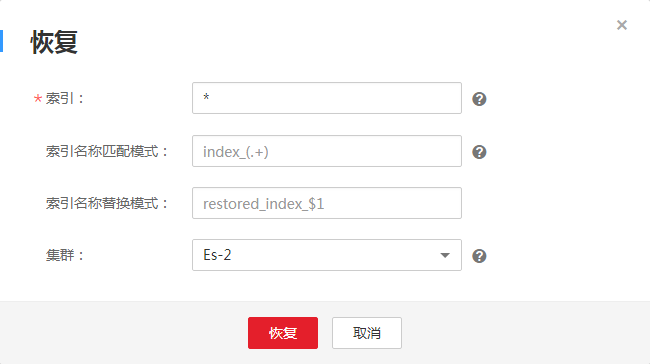 恢复
×
* 索引：
*
?
索引名称匹配模式：
index_(.+)
?
索引名称替换模式：
restored_index_$1
集群：
Es-2
?
恢复
取消